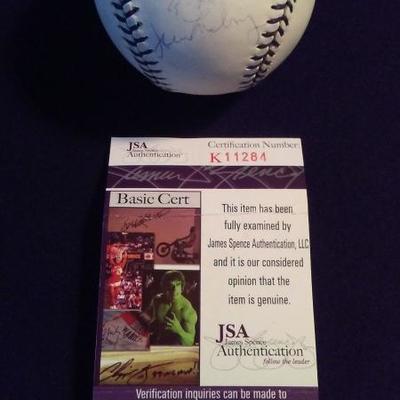 JSA
Authentication
Certification Number
K11284
Basic Cert
This item has been
fully examined by
James Spence Authentication, LLC
and it is our considered
opinion that the
item is genuine.
JSA
James Spence
Authentication
follow the leader
Verification inquiries can be made to